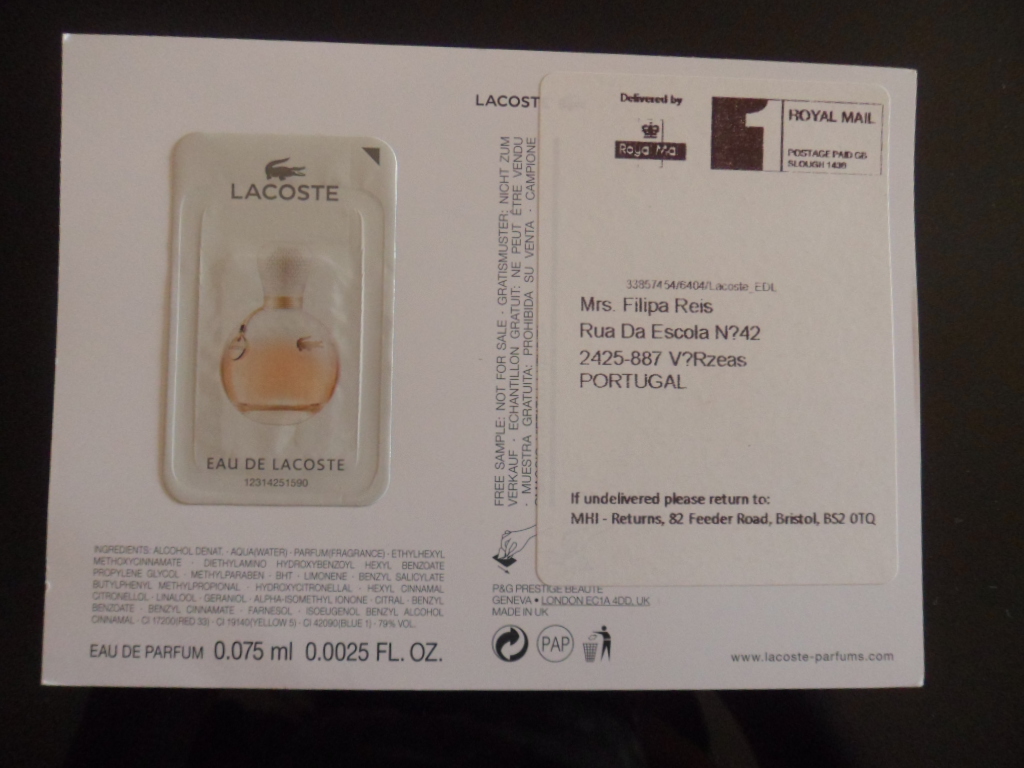 LACOSTE
EAU DE LACOSTE
12314251590
INGREDIENTS: ALCOHOL DENAT. · AQUA(WATER) · PARFUM(FRAGRANCE) · ETHYLHEXYL
METHOXYCINNAMATE · DIETHYLAMINO HYDROXYBENZOYL HEXYL BENZOATE
PROPYLENE GLYCOL · METHYLPARABEN · BHT · LIMONENE · BENZYL SALICYLATE
BUTYLPHENYL METHYLPROPIONAL · HYDROXYCITRONELLAL · HEXYL CINNAMAL
CITRONELLOL · LINALOOL · GERANIOL · ALPHA-ISOMETHYL IONONE · CITRAL · BENZYL
BENZOATE · BENZYL CINNAMATE · FARNESOL · ISOEUGENOL BENZYL ALCOHOL
CINNAMAL · CI 17200(RED 33) · CI 19140(YELLOW 5) · CI 42090(BLUE 1) · 79% VOL.
EAU DE PARFUM 0.075 ml 0.0025 FL. OZ.
LACOST
FREE SAMPLE: NOT FOR SALE · GRATISMUSTER: NICHT ZUM
VERKAUF · ECHANTILLON GRATUIT: NE PEUT ÊTRE VENDU
· MUESTRA GRATUITA: PROHIBIDA SU VENTA · CAMPIONE
P&G PRESTIGE BEAUTE
GENEVA • LONDON EC1A 4DD, UK
MADE IN UK
PAP
www.lacoste-parfums.com
Delivered by
Royal Mail
1
ROYAL MAIL
POSTAGE PAID GB
SLOUGH 1439
33857454/6404/Lacoste_EDL
Mrs. Filipa Reis
Rua Da Escola N?42
2425-887 V?Rzeas
PORTUGAL
If undelivered please return to:
MHI - Returns, 82 Feeder Road, Bristol, BS2 0TQ